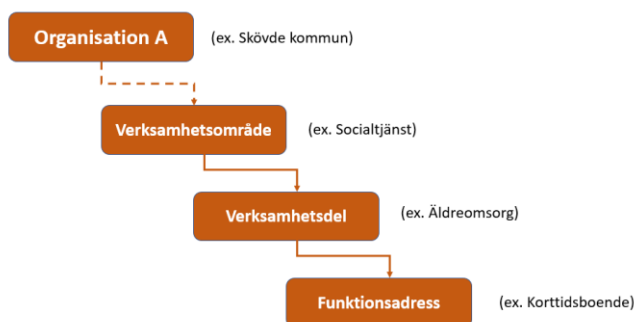 Organisation A (ex. Skövde kommun)
Verksamhetsområde (ex. Socialtjänst)
Verksamhetsdel (ex. Äldreomsorg)
Funktionsadress (ex. Korttidsboende)